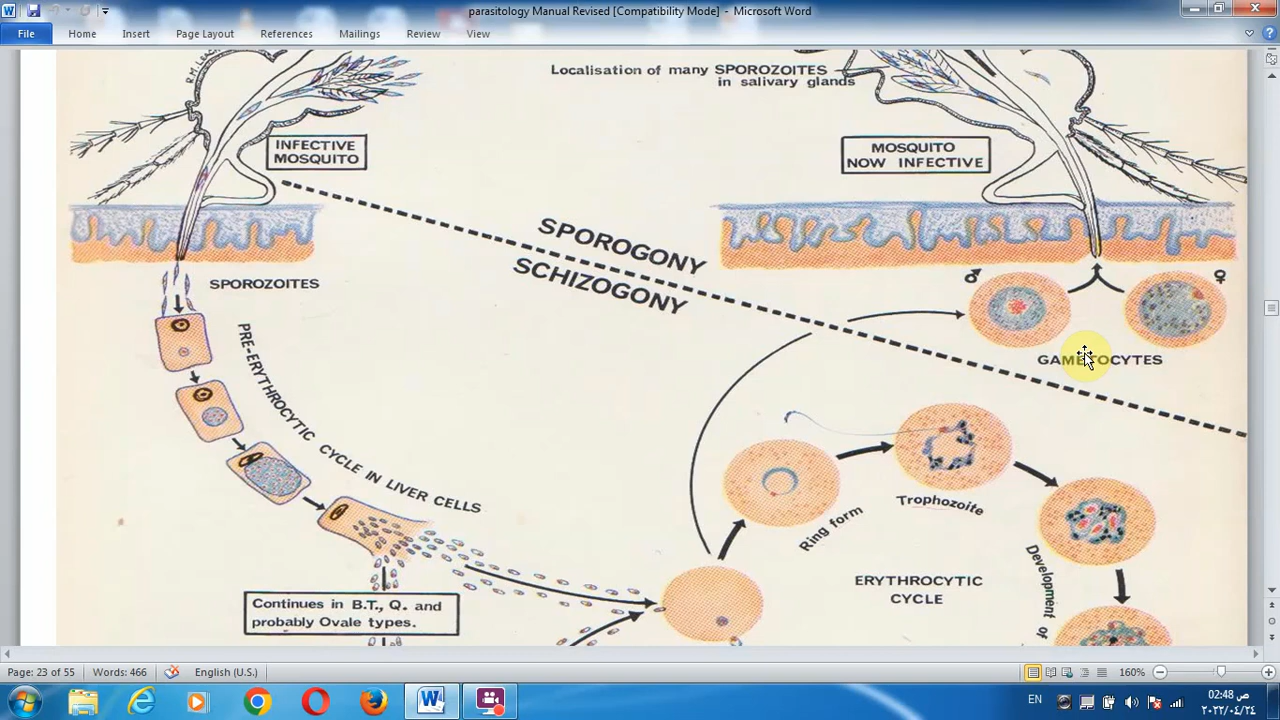 parasitology Manual Revised [Compatibility Mode] - Microsoft Word
File Home Insert Page Layout References Mailings Review View
Localisation of many SPOROZOITES
in salivary glands
INFECTIVE
MOSQUITO
MOSQUITO
NOW INFECTIVE
SPOROGONY
SCHIZOGONY
SPOROZOITES
♂
♀
GAMETOCYTES
PRE-ERYTHROCYTIC CYCLE IN LIVER CELLS
Ring form
Trophozoite
Development of
ERYTHROCYTIC
CYCLE
Continues in B.T., Q. and
probably Ovale types.
Page: 23 of 55 Words: 466 English (U.S.) 160%
EN
02:48 ص
٢٠٢٢/٠٤/٢٤